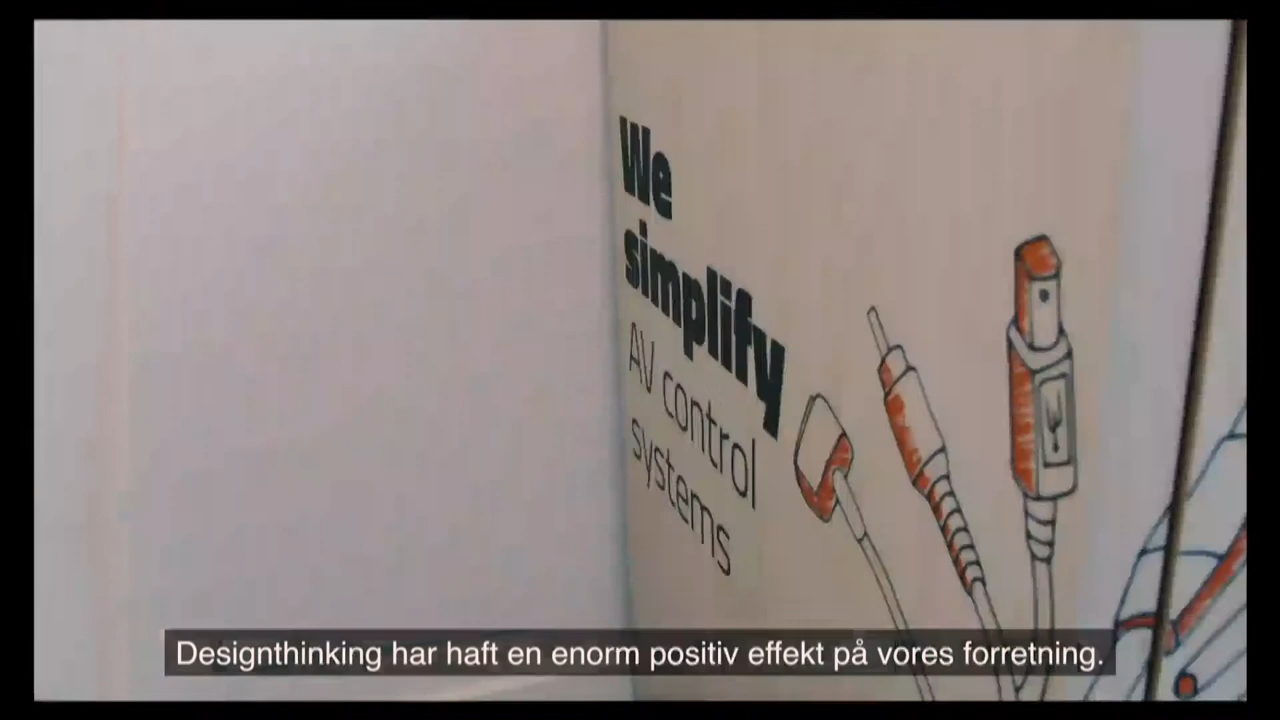 We
simplify
AV control
systems
Designthinking har haft en enorm positiv effekt på vores forretning.